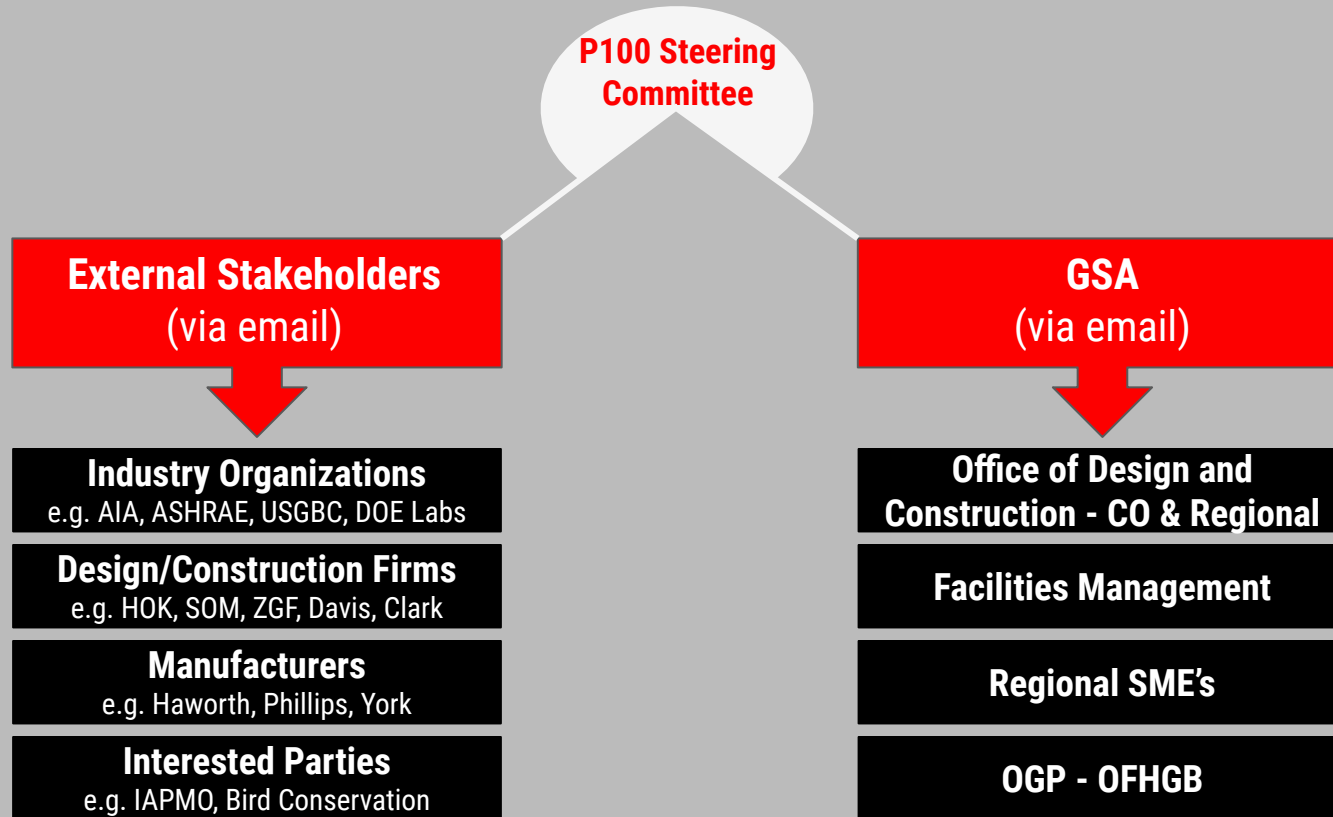 P100 Steering
Committee
External Stakeholders
(via email)
Industry Organizations
e.g. AIA, ASHRAE, USGBC, DOE Labs
Design/Construction Firms
e.g. HOK, SOM, ZGF, Davis, Clark
Manufacturers
e.g. Haworth, Phillips, York
Interested Parties
e.g. IAPMO, Bird Conservation
GSA
(via email)
Office of Design and
Construction - CO & Regional
Facilities Management
Regional SME’s
OGP - OFHGB